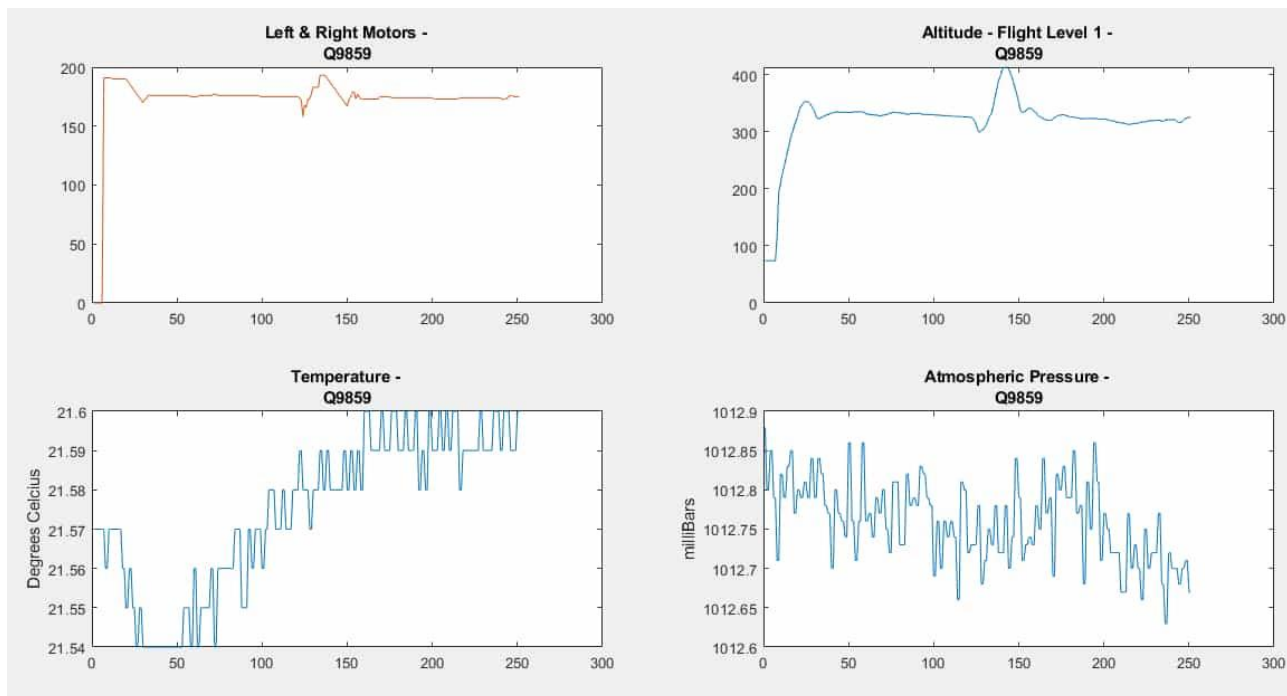 Left & Right Motors -
Q9859
200
150
100
50
0
0 50 100 150 200 250 300
Altitude - Flight Level 1 -
Q9859
400
300
200
100
0
0 50 100 150 200 250 300
Temperature -
Q9859
Degrees Celcius
21.6
21.59
21.58
21.57
21.56
21.55
21.54
0 50 100 150 200 250 300
Atmospheric Pressure -
Q9859
milliBars
1012.9
1012.85
1012.8
1012.75
1012.7
1012.65
1012.6
0 50 100 150 200 250 300